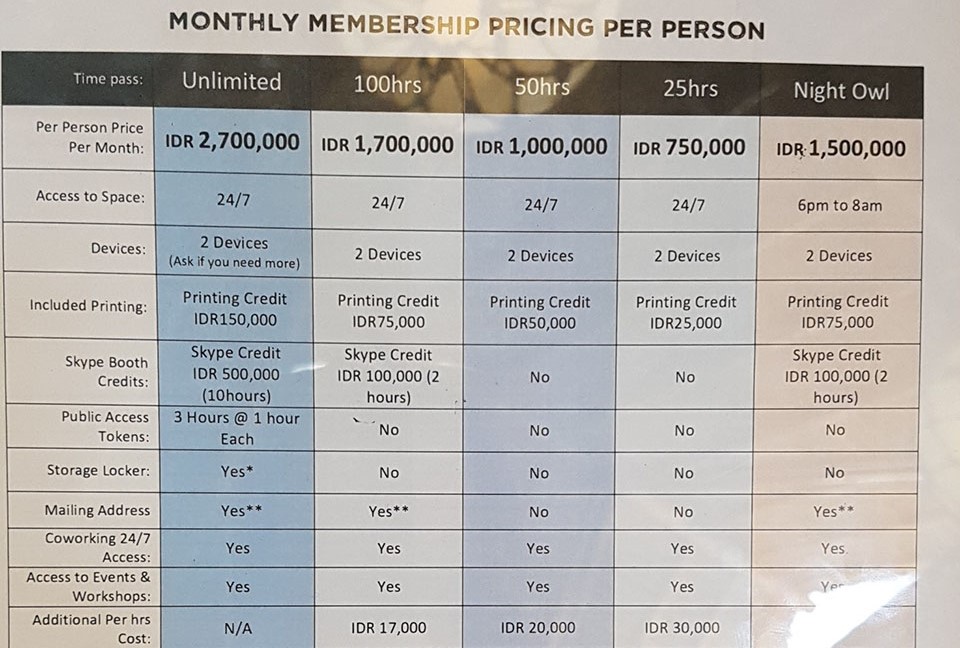 MONTHLY MEMBERSHIP PRICING PER PERSON
Time pass: Unlimited 100hrs 50hrs 25hrs Night Owl
Per Person Price
Per Month: IDR 2,700,000 IDR 1,700,000 IDR 1,000,000 IDR 750,000 IDR 1,500,000
Access to Space: 24/7 24/7 24/7 24/7 6pm to 8am
Devices: 2 Devices
(Ask if you need more) 2 Devices 2 Devices 2 Devices 2 Devices
Included Printing: Printing Credit Printing Credit Printing Credit Printing Credit Printing Credit
IDR150,000 IDR75,000 IDR50,000 IDR25,000 IDR75,000
Skype Booth
Credits: Skype Credit
IDR 500,000
(10hours) Skype Credit
IDR 100,000 (2
hours) No No Skype Credit
IDR 100,000 (2
hours)
Public Access
Tokens: 3 Hours @ 1 hour
Each No No No No
Storage Locker: Yes* No No No No
Mailing Address Yes** Yes** No No Yes**
Coworking 24/7
Access: Yes Yes Yes Yes Yes
Access to Events &
Workshops: Yes Yes Yes Yes
Additional Per hrs
Cost: N/A IDR 17,000 IDR 20,000 IDR 30,000